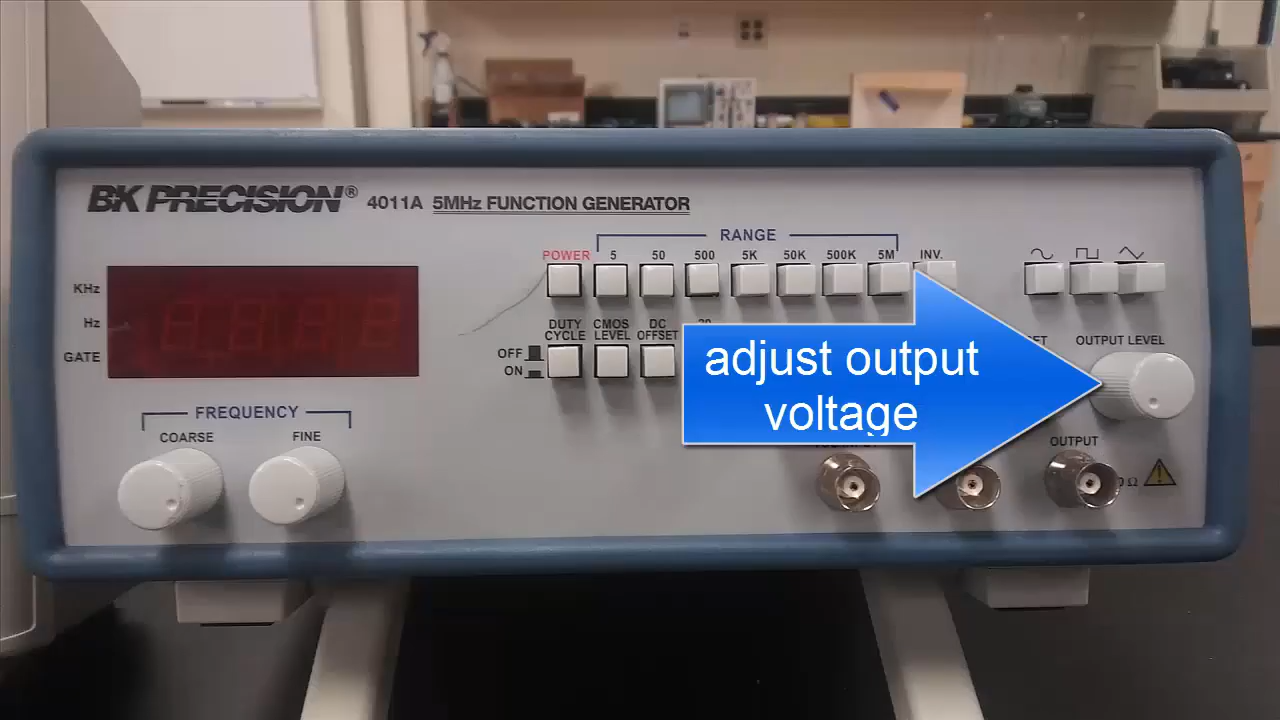 BK PRECISION® 4011A 5MHz FUNCTION GENERATOR
RANGE
POWER 5 50 500 5K 50K 500K 5M INV.
KHz
Hz
GATE
DUTY CYCLE
CMOS LEVEL
DC OFFSET
OFF
ON
OUTPUT LEVEL
adjust output
voltage
FREQUENCY
COARSE FINE
OUTPUT